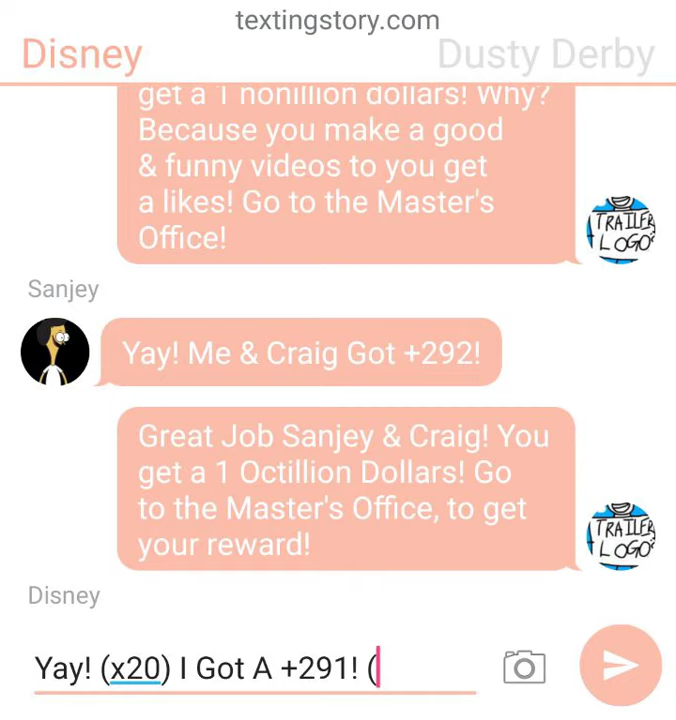 textingstory.com
Disney
Dusty Derby
get a 1 nonillion dollars! Why?
Because you make a good
& funny videos to you get
a likes! Go to the Master's
Office!
TRAILER
LOGO
Sanjey
Yay! Me & Craig Got +292!
Great Job Sanjey & Craig! You
get a 1 Octillion Dollars! Go
to the Master's Office, to get
your reward!
TRAILER
LOGO
Disney
Yay! (x20) I Got A +291! (